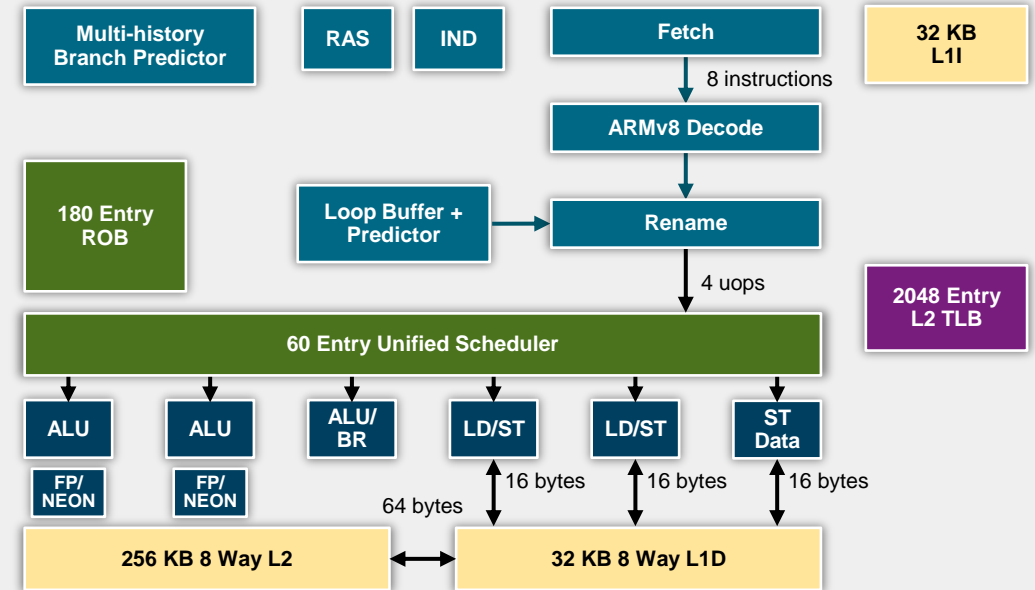 Multi-history
Branch Predictor
RAS
IND
Fetch
32 KB
L1I
8 instructions
ARMv8 Decode
180 Entry
ROB
Loop Buffer +
Predictor
Rename
4 uops
2048 Entry
L2 TLB
60 Entry Unified Scheduler
ALU
ALU
ALU/
BR
LD/ST
LD/ST
ST
Data
FP/
NEON
FP/
NEON
64 bytes
16 bytes
16 bytes
16 bytes
256 KB 8 Way L2
32 KB 8 Way L1D